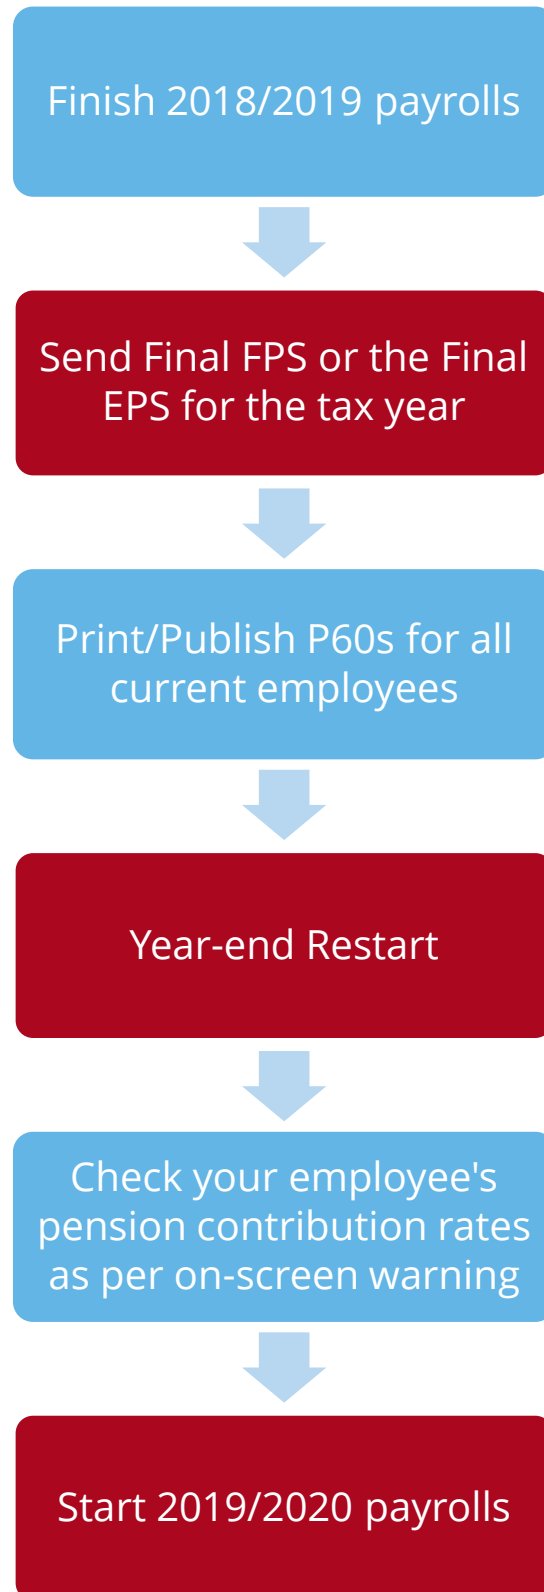 Finish 2018/2019 payrolls
Send Final FPS or the Final
EPS for the tax year
Print/Publish P60s for all
current employees
Year-end Restart
Check your employee's
pension contribution rates
as per on-screen warning
Start 2019/2020 payrolls